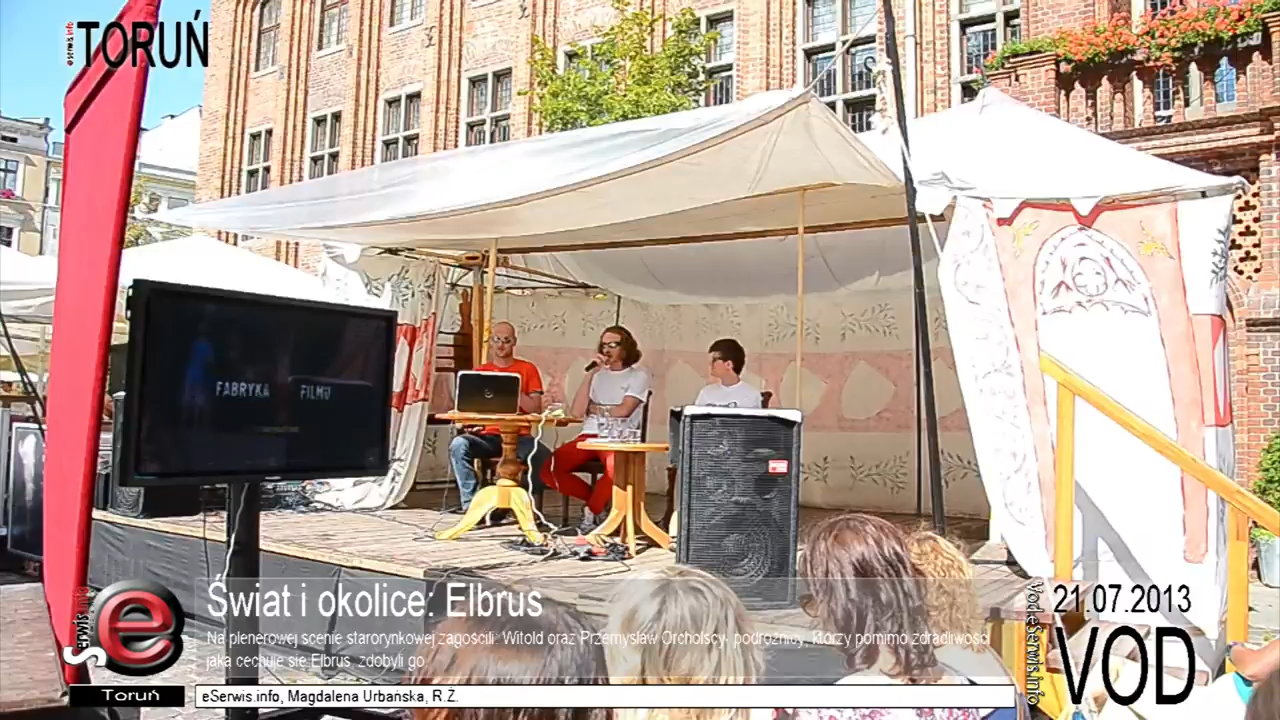 eserwis.info
TORUŃ
FABRYKA FILMU
Świat i okolice: Elbrus
Na plenerowej scenie starorynkowej zagościli: Witold oraz Przemysław Orcholscy- podróżnicy, którzy pomimo zdradliwości
jaka cechuje się Elbrus, zdobyli go
eSerwis.info
Toruń
eSerwis.info, Magdalena Urbańska, R.Ż.
21.07.2013
Vod.eSerwis.info
VOD